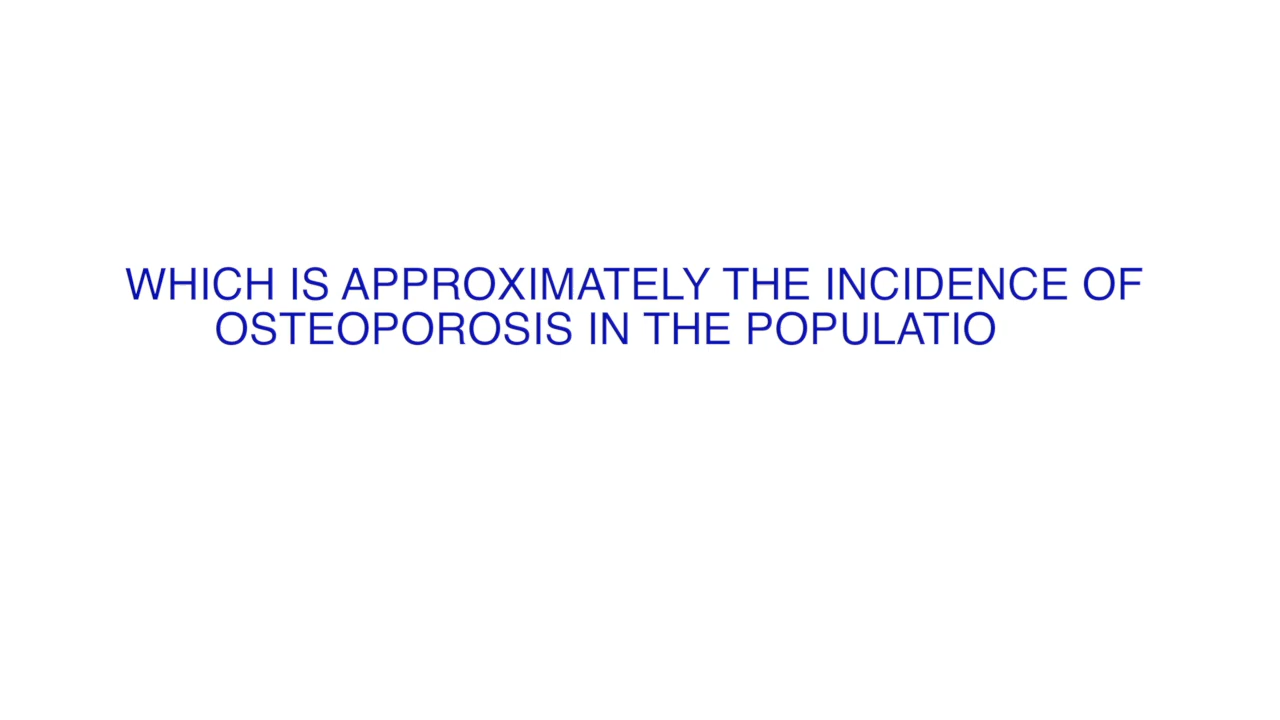 WHICH IS APPROXIMATELY THE INCIDENCE OF
OSTEOPOROSIS IN THE POPULATIO